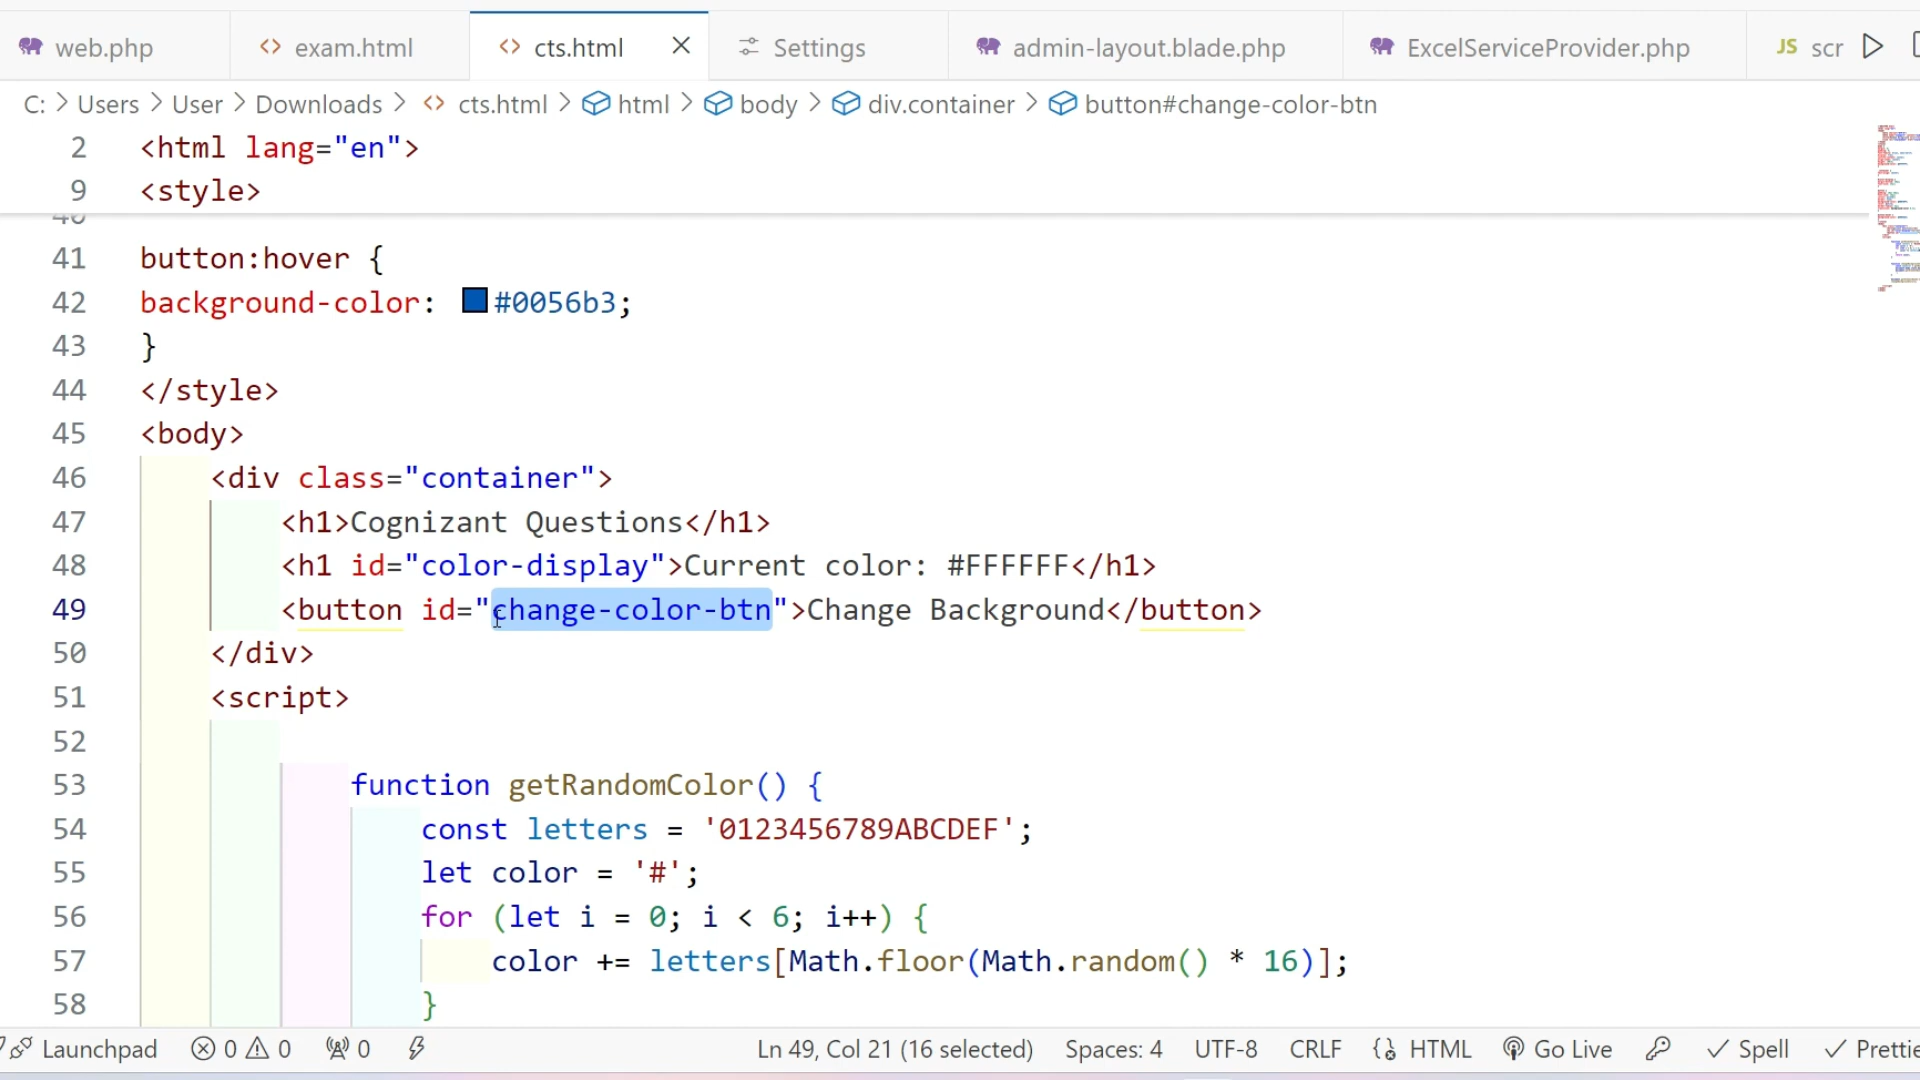 web.php exam.html cts.html Settings admin-layout.blade.php ExcelServiceProvider.php JS scr
C: > Users > User > Downloads > cts.html > html > body > div.container > button#change-color-btn
2 <html lang="en">
9 <style>
41 button:hover {
42 background-color: #0056b3;
43 }
44 </style>
45 <body>
46 <div class="container">
47 <h1>Cognizant Questions</h1>
48 <h1 id="color-display">Current color: #FFFFFF</h1>
49 <button id="change-color-btn">Change Background</button>
50 </div>
51 <script>
52
53 function getRandomColor() {
54 const letters = '0123456789ABCDEF';
55 let color = '#';
56 for (let i = 0; i < 6; i++) {
57 color += letters[Math.floor(Math.random() * 16)];
58 }
Launchpad 0 0 0 Ln 49, Col 21 (16 selected) Spaces: 4 UTF-8 CRLF HTML Go Live Spell Prettie